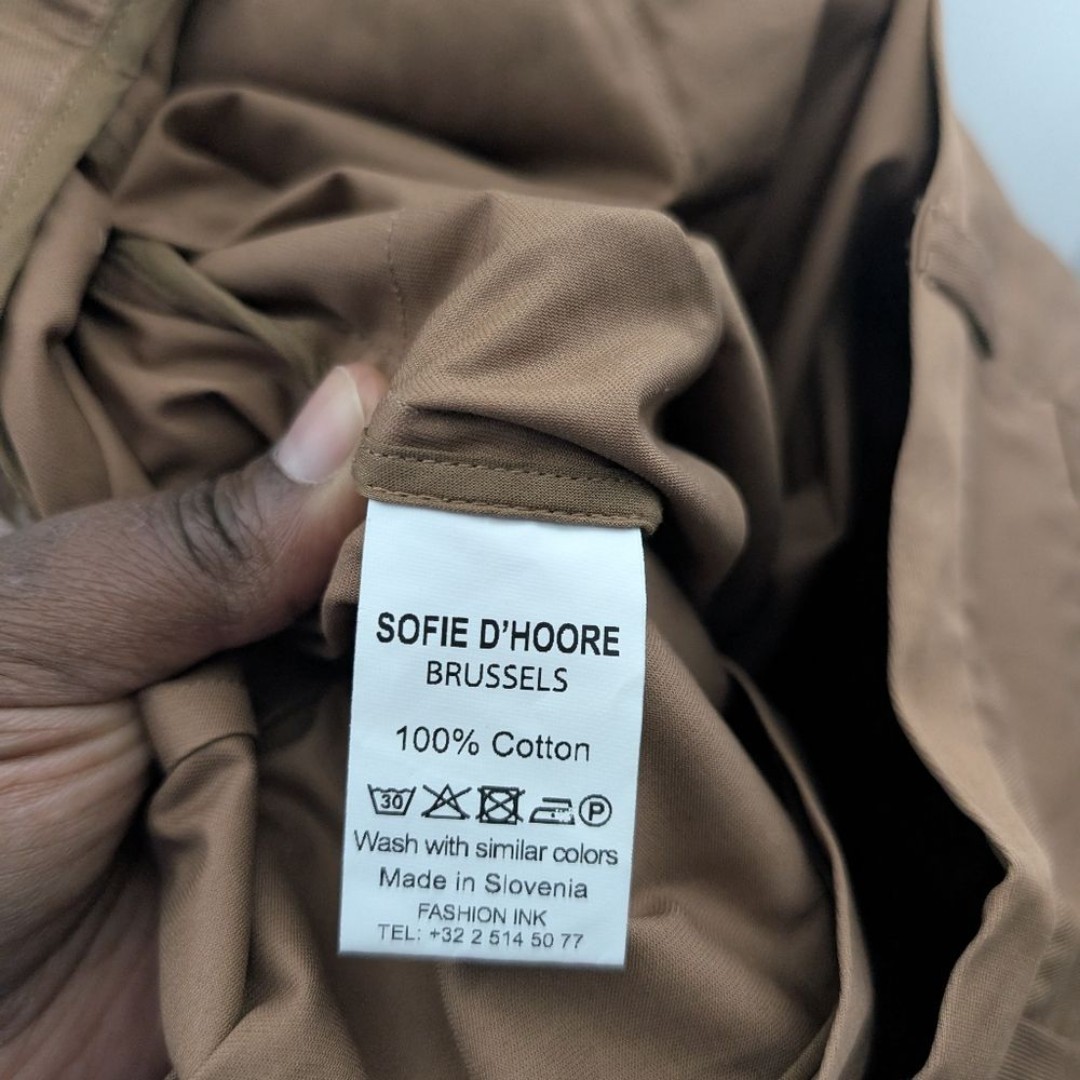 SOFIE D'HOORE
BRUSSELS
100% Cotton
30 P
Wash with similar colors
Made in Slovenia
FASHION INK
TEL: +32 2 514 50 77